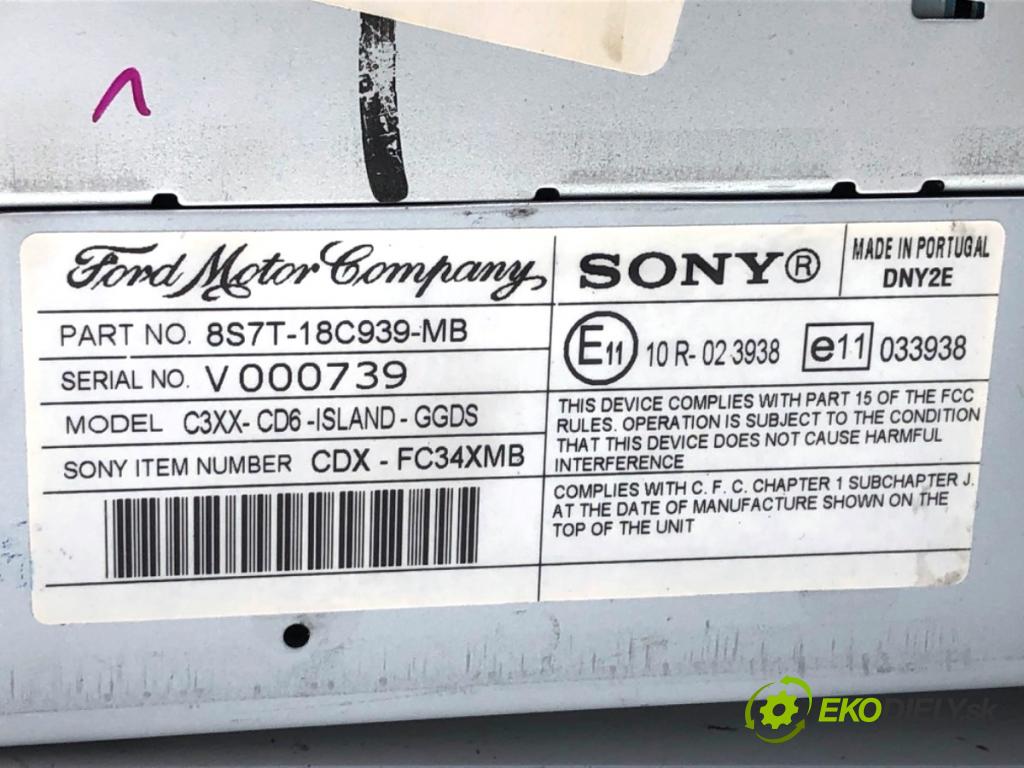 Ford Motor Company
PART NO. 8S7T-18C939-MB
SERIAL NO. V000739
MODEL C3XX- CD6 -ISLAND - GGDS
SONY ITEM NUMBER CDX - FC34XMB
SONY®
MADE IN PORTUGAL
DNY2E
E11 10 R- 02 3938 e11 033938
THIS DEVICE COMPLIES WITH PART 15 OF THE FCC
RULES. OPERATION IS SUBJECT TO THE CONDITION
THAT THIS DEVICE DOES NOT CAUSE HARMFUL
INTERFERENCE
COMPLIES WITH C. F. C. CHAPTER 1 SUBCHAPTER J.
AT THE DATE OF MANUFACTURE SHOWN ON THE
TOP OF THE UNIT
EKODIELY.sk